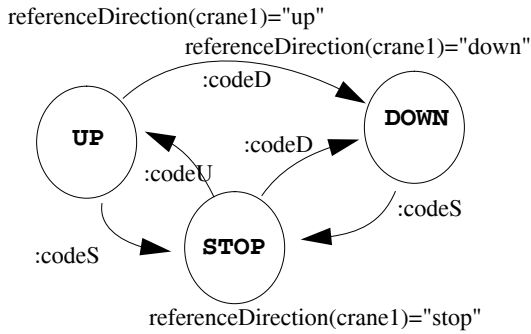 referenceDirection(crane1)="up"
referenceDirection(crane1)="down"
:codeD
UP
:codeD
DOWN
:codeU
:codeS
STOP
:codeS
referenceDirection(crane1)="stop"